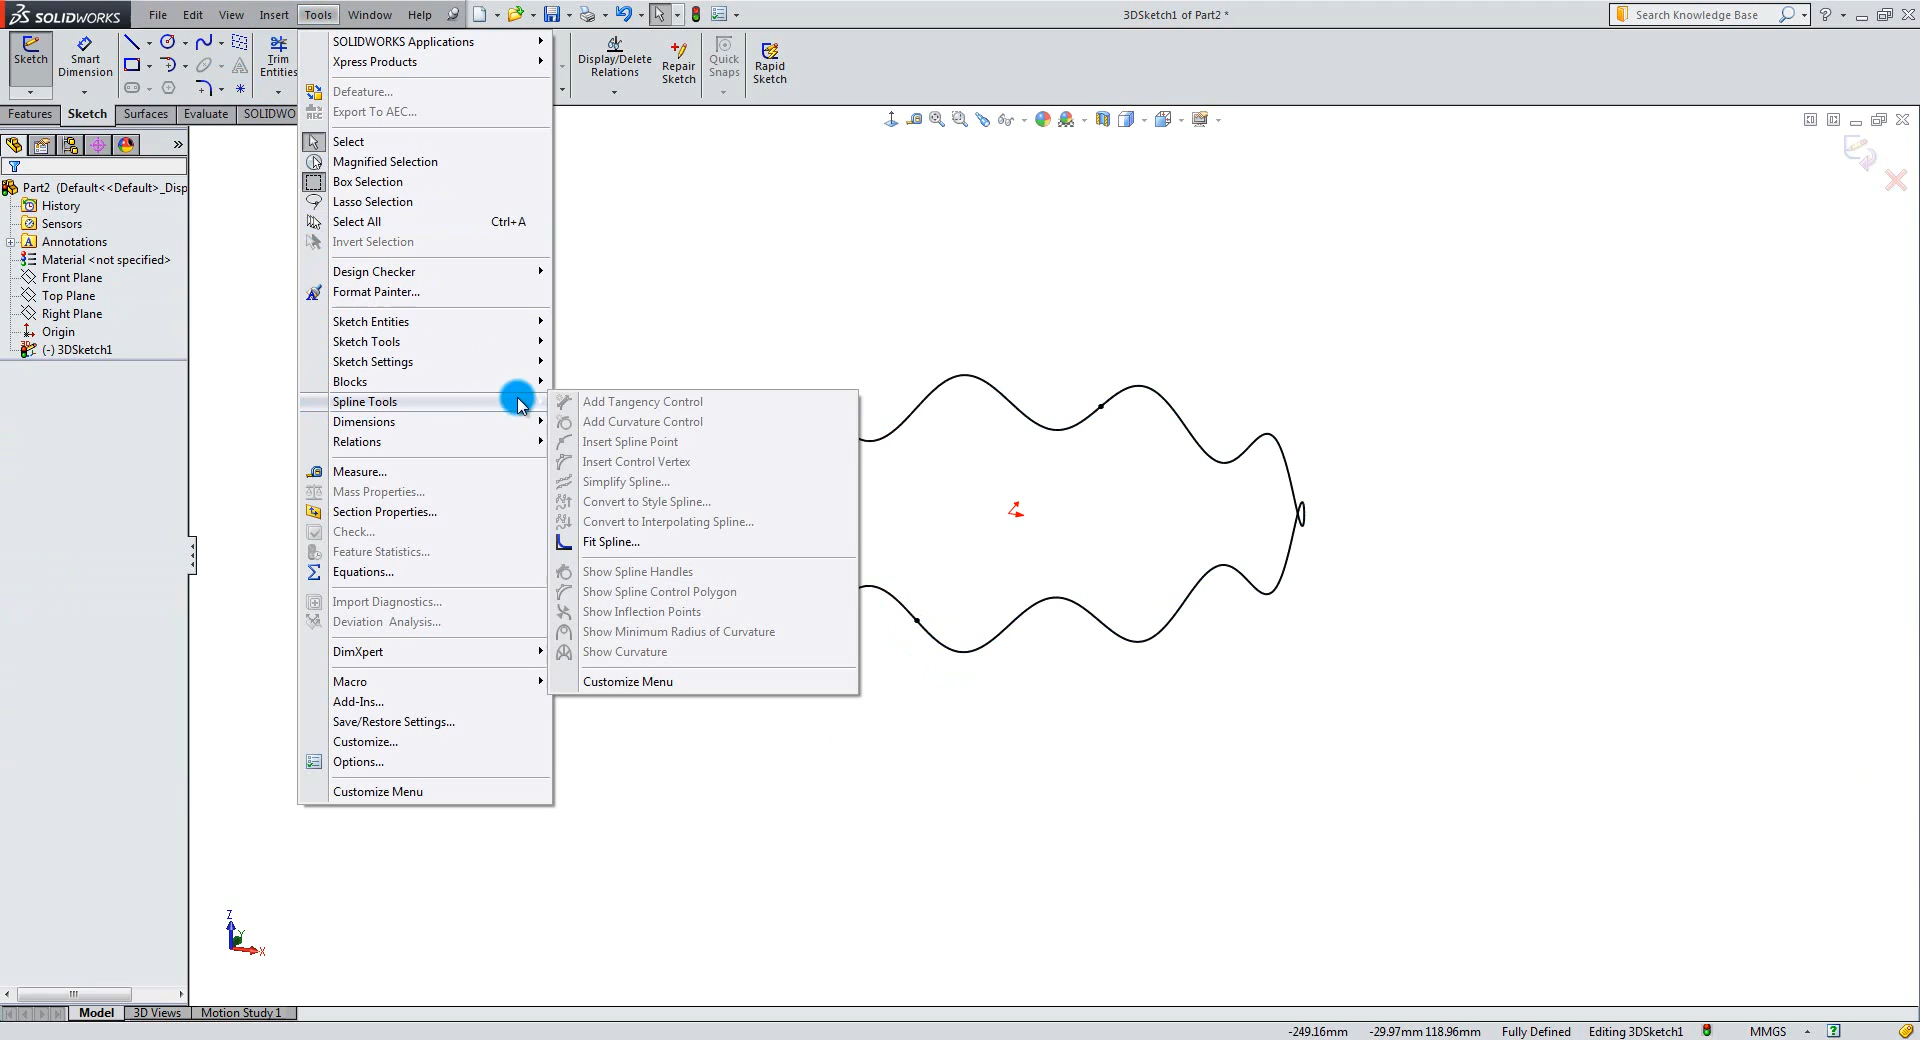 SOLIDWORKS File Edit View Insert Tools Window Help 3DSketch1 of Part2 * Search Knowledge Base ?
Sketch Smart Dimension Trim Entities Display/Delete Relations Repair Sketch Quick Snaps Rapid Sketch
Features Sketch Surfaces Evaluate SOLIDWO
Part2 (Default<<Default>_Disp
History
Sensors
Annotations
Material <not specified>
Front Plane
Top Plane
Right Plane
Origin
(-) 3DSketch1
SOLIDWORKS Applications
Xpress Products
Defeature...
Export To AEC...
Select
Magnified Selection
Box Selection
Lasso Selection
Select All Ctrl+A
Invert Selection
Design Checker
Format Painter...
Sketch Entities
Sketch Tools
Sketch Settings
Blocks
Spline Tools
Dimensions
Relations
Measure...
Mass Properties...
Section Properties...
Check...
Feature Statistics...
Equations...
Import Diagnostics...
Deviation Analysis...
DimXpert
Macro
Add-Ins...
Save/Restore Settings...
Customize...
Options...
Customize Menu
Add Tangency Control
Add Curvature Control
Insert Spline Point
Insert Control Vertex
Simplify Spline...
Convert to Style Spline...
Convert to Interpolating Spline...
Fit Spline...
Show Spline Handles
Show Spline Control Polygon
Show Inflection Points
Show Minimum Radius of Curvature
Show Curvature
Customize Menu
Z
Y
X
Model 3D Views Motion Study 1
-249.16mm -29.97mm 118.96mm Fully Defined Editing 3DSketch1 MMGS ?